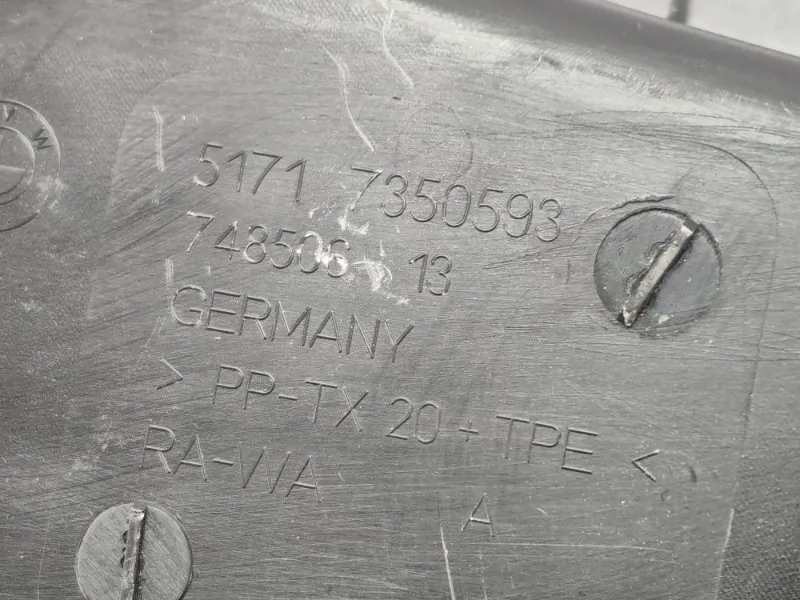 5171 7350593
748506 13
GERMANY
> PP-TX 20 + TPE <
RA-WA
A